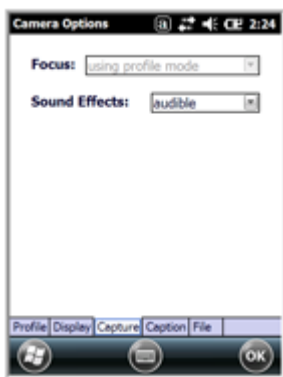 Camera Options 2:24
Focus: using profile mode
Sound Effects: audible
Profile Display Capture Caption File
OK